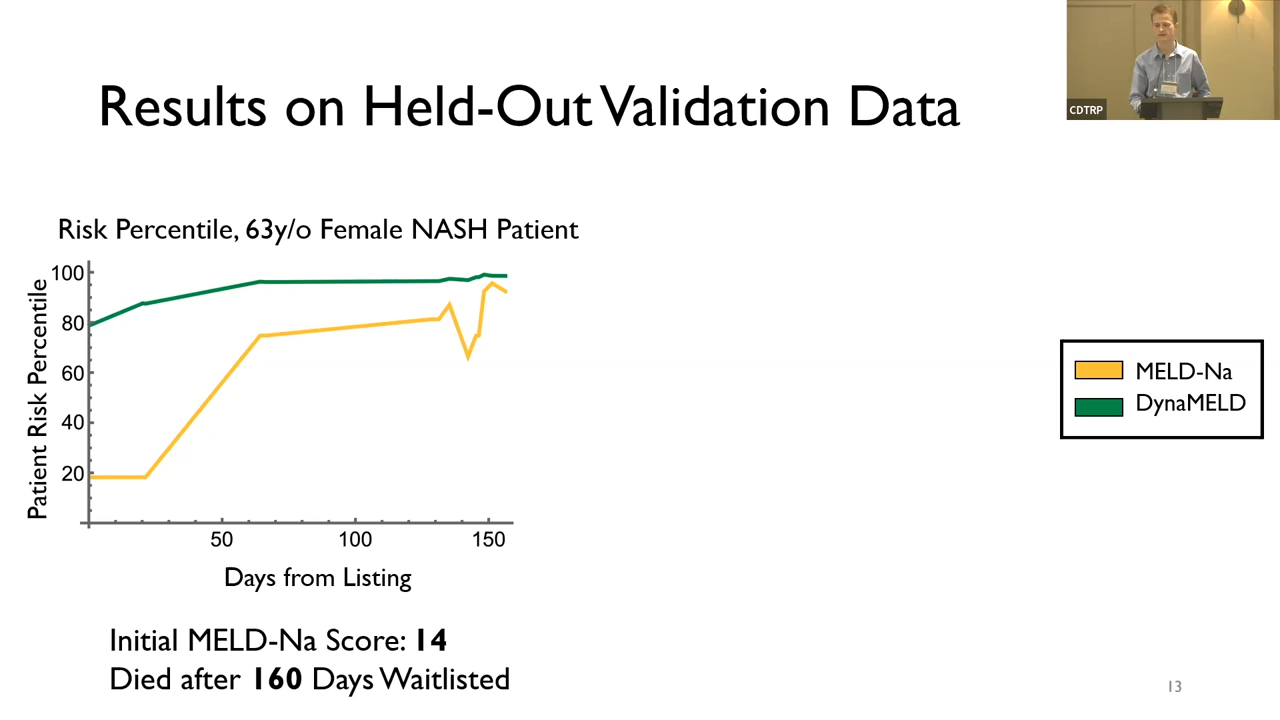 CDTRP
Results on Held-Out Validation Data
Risk Percentile, 63y/o Female NASH Patient
Patient Risk Percentile
100
80
60
40
20
50 100 150
Days from Listing
MELD-Na
DynaMELD
Initial MELD-Na Score: 14
Died after 160 Days Waitlisted
13